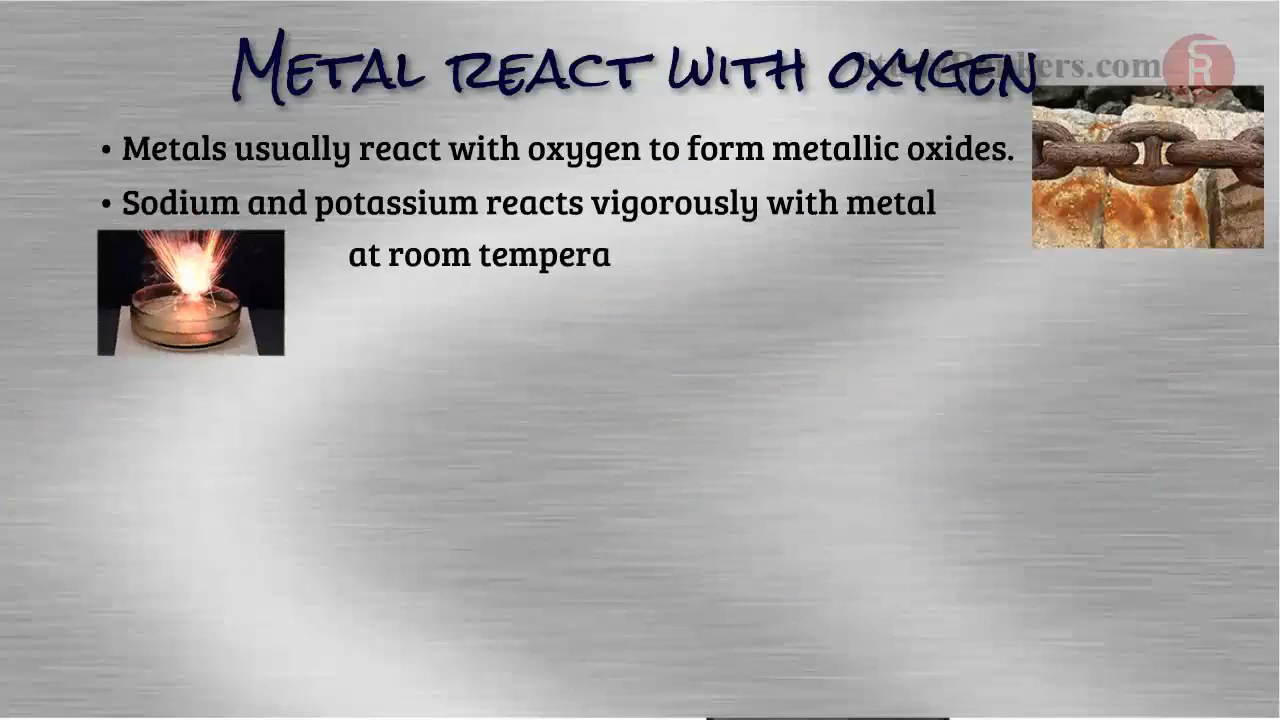 Metal react with oxygen
• Metals usually react with oxygen to form metallic oxides.
• Sodium and potassium reacts vigorously with metal
at room tempera